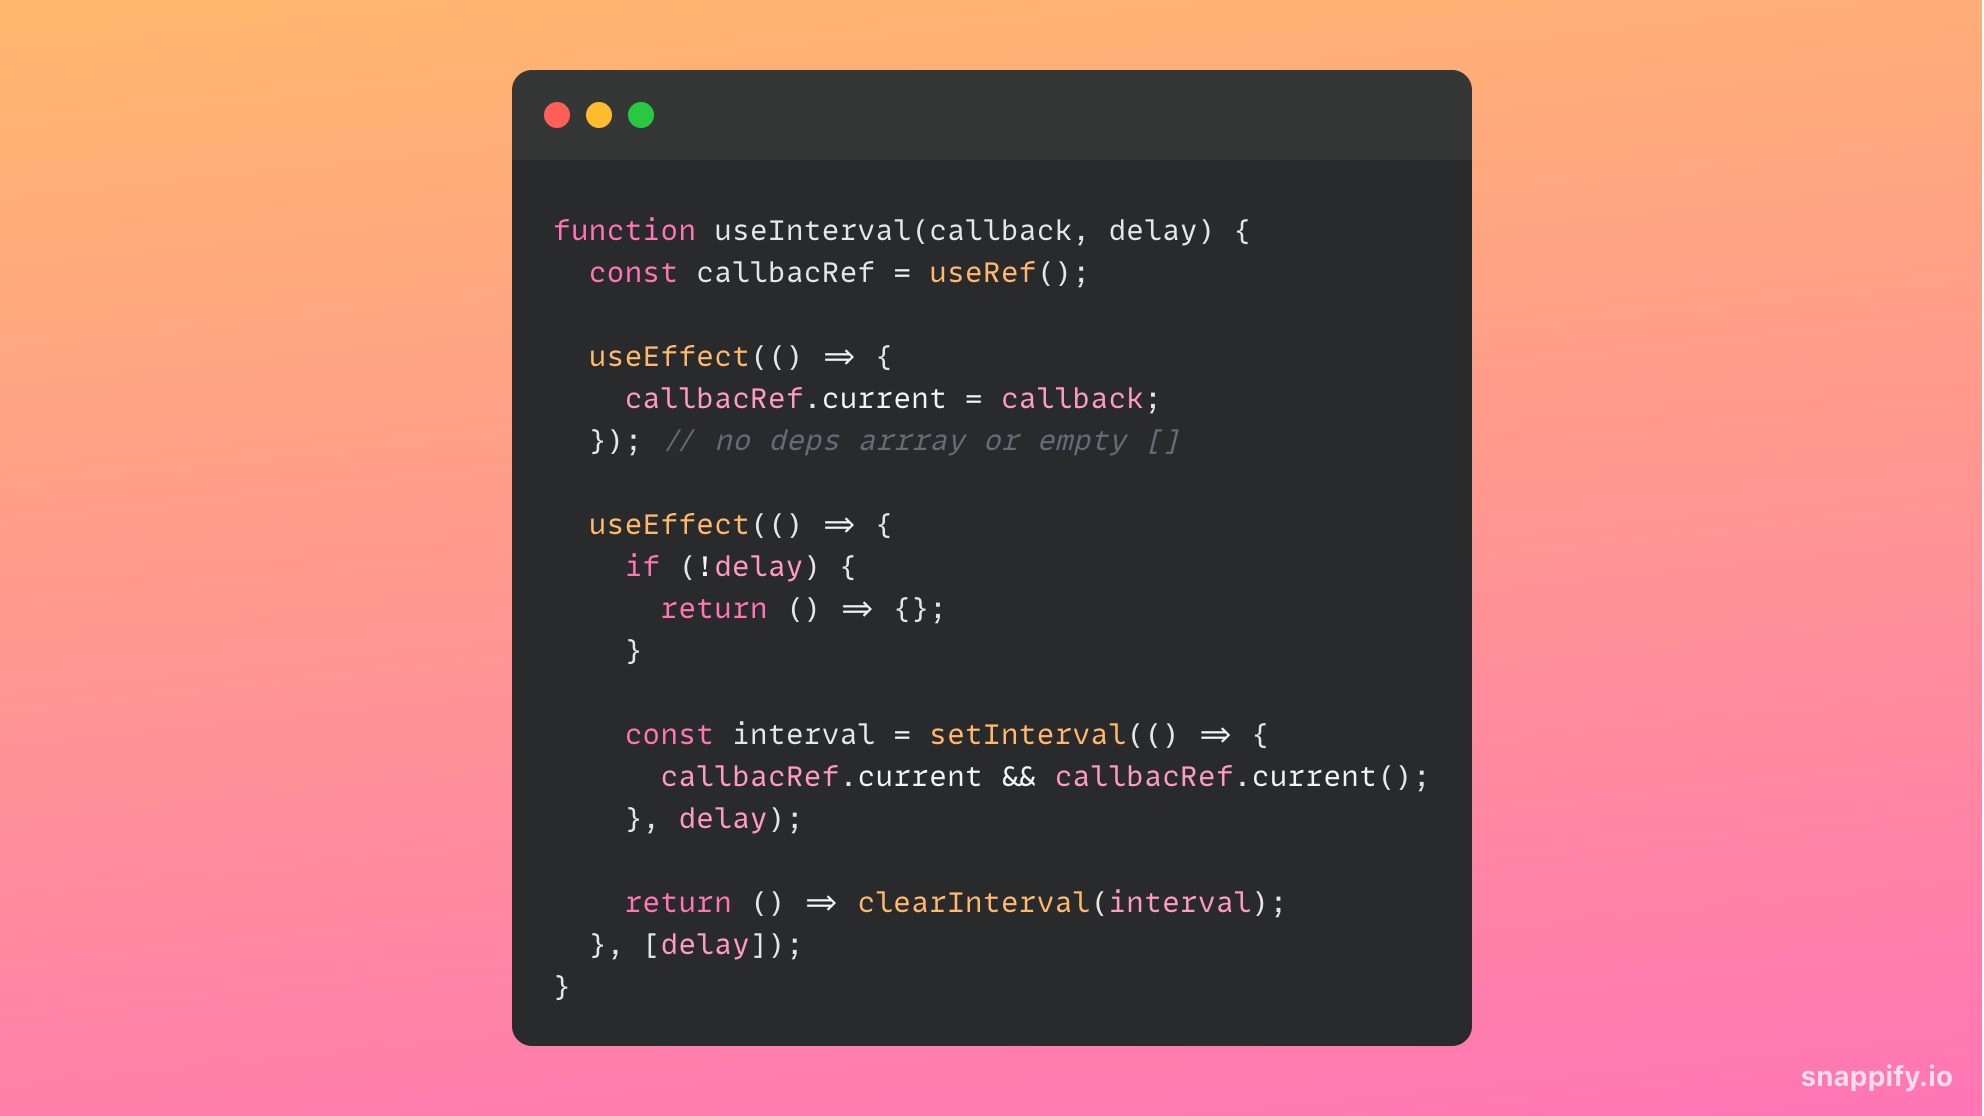 function useInterval(callback, delay) {
  const callbacRef = useRef();

  useEffect(() => {
    callbacRef.current = callback;
  }); // no deps arrray or empty []

  useEffect(() => {
    if (!delay) {
      return () => {};
    }

    const interval = setInterval(() => {
      callbacRef.current && callbacRef.current();
    }, delay);

    return () => clearInterval(interval);
  }, [delay]);
}
snappify.io